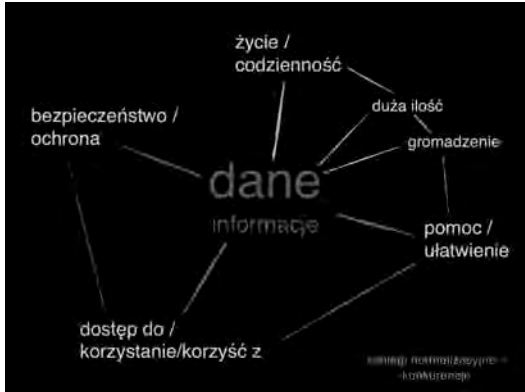 życie /
codzienność
duża ilość
bezpieczeństwo /
ochrona
gromadzenie
dane
informacje
pomoc /
ułatwienie
dostęp do /
korzystanie/korzyść z